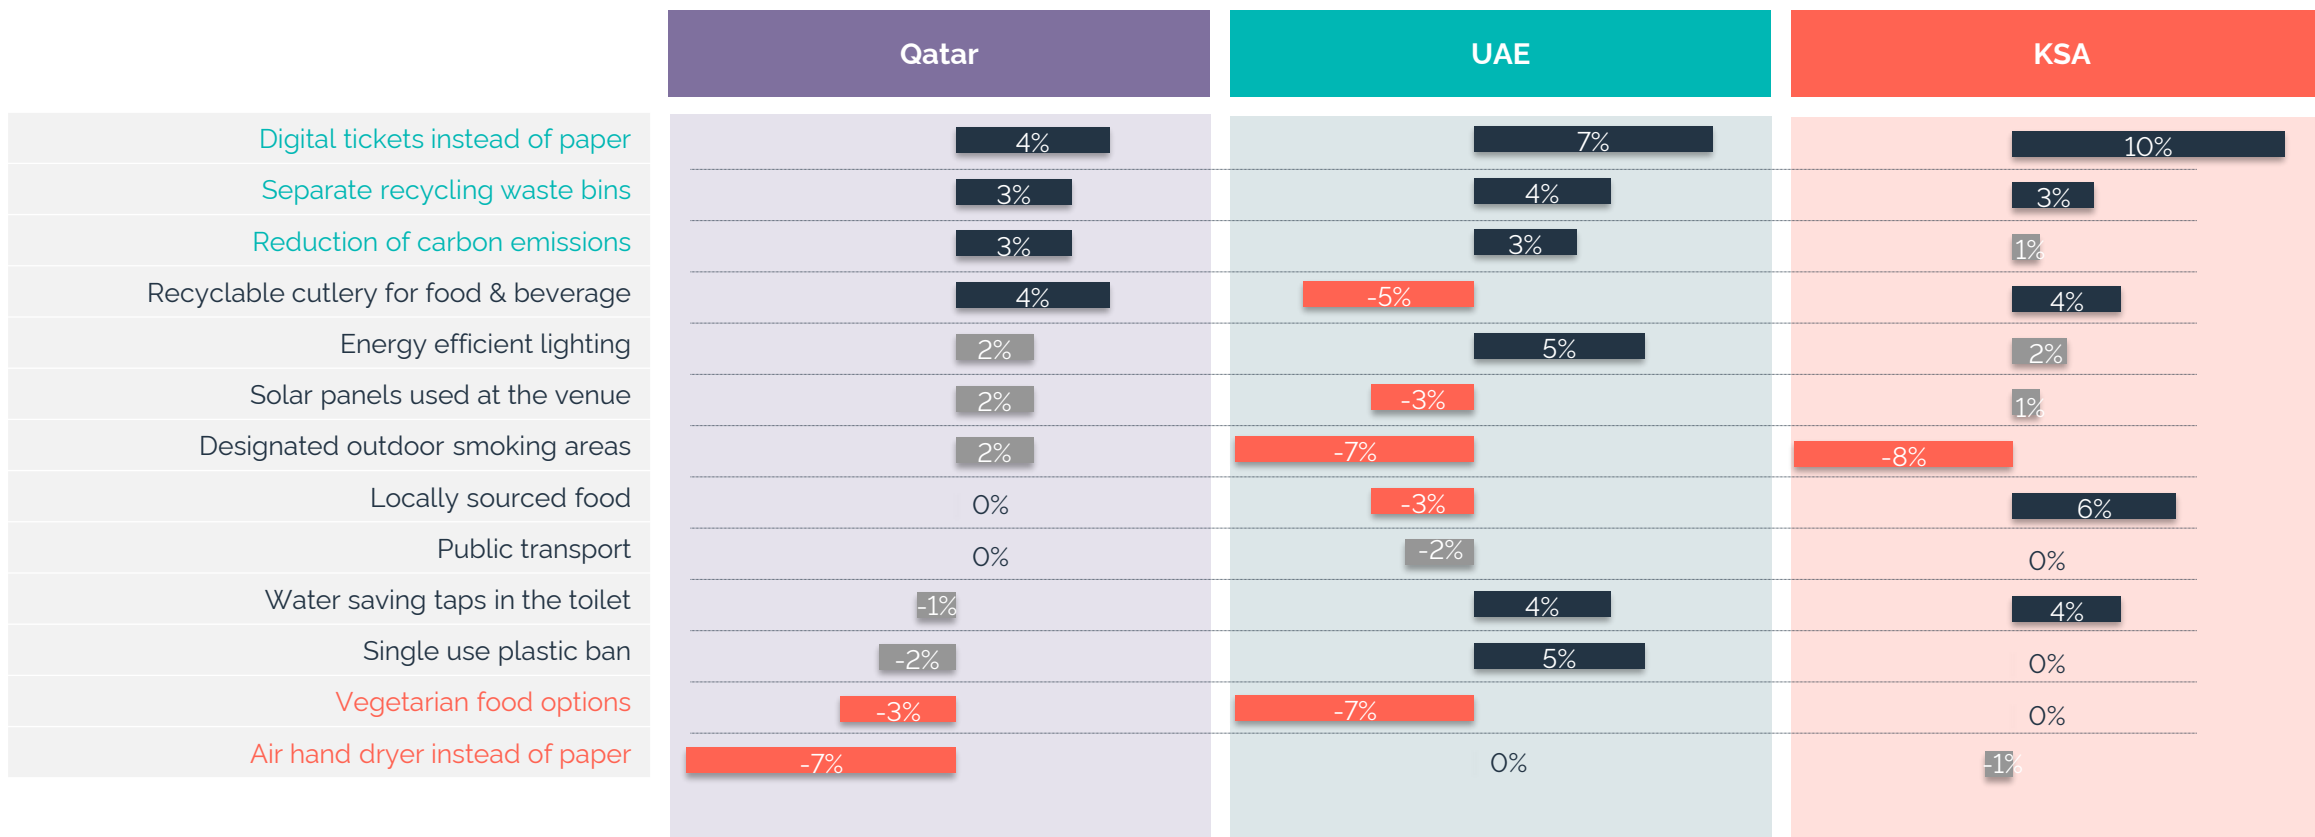 Qatar UAE KSA
Digital tickets instead of paper 4% 7% 10%
Separate recycling waste bins 3% 4% 3%
Reduction of carbon emissions 3% 3% 1%
Recyclable cutlery for food & beverage 4% -5% 4%
Energy efficient lighting 2% 5% 2%
Solar panels used at the venue 2% -3% 1%
Designated outdoor smoking areas 2% -7% -8%
Locally sourced food 0% -3% 6%
Public transport 0% -2% 0%
Water saving taps in the toilet -1% 4% 4%
Single use plastic ban -2% 5% 0%
Vegetarian food options -3% -7% 0%
Air hand dryer instead of paper -7% 0% -1%